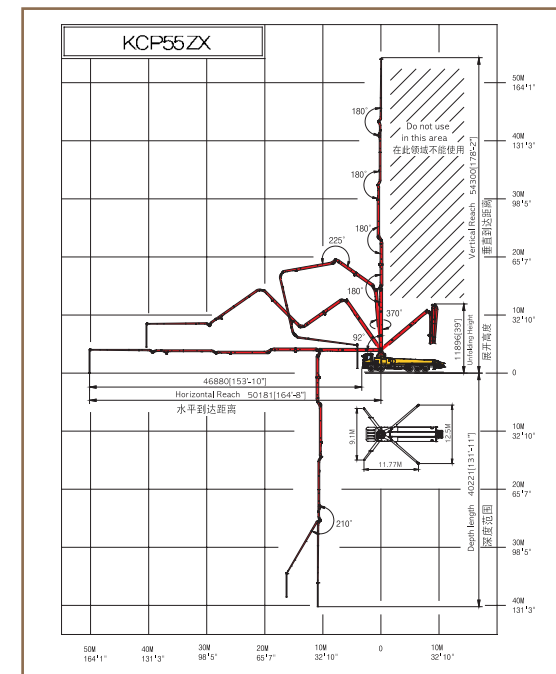 KCP55ZX
50M
164'1"
180°
Do not use
in this area
在此领域不能使用
40M
131'3"
180°
30M
98'5"
Vertical Reach 54300[178'-2"]
垂直到达距离
180°
225°
20M
65'7"
180°
370°
10M
32'10"
92°
11896[39']
Unfolding Height
展开高度
0
46880[153'-10"]
Horizontal Reach 50181[164'-8"]
水平到达距离
9.1M
12.5M
11.77M
10M
32'10"
Depth length 40221[131'-11"]
深度范围
20M
65'7"
210°
30M
98'5"
40M
131'3"
50M 40M 30M 20M 10M 0 10M
164'1" 131'3" 98'5" 65'7" 32'10" 32'10"